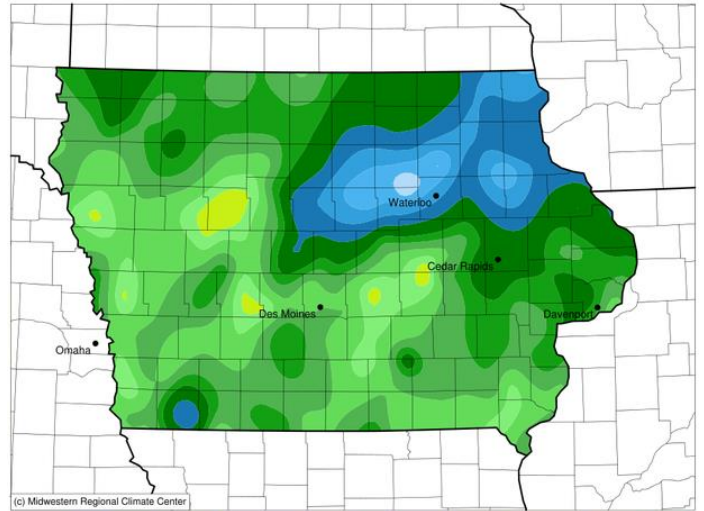 Waterloo
Cedar Rapids
Des Moines
Davenport
Omaha
(c) Midwestern Regional Climate Center